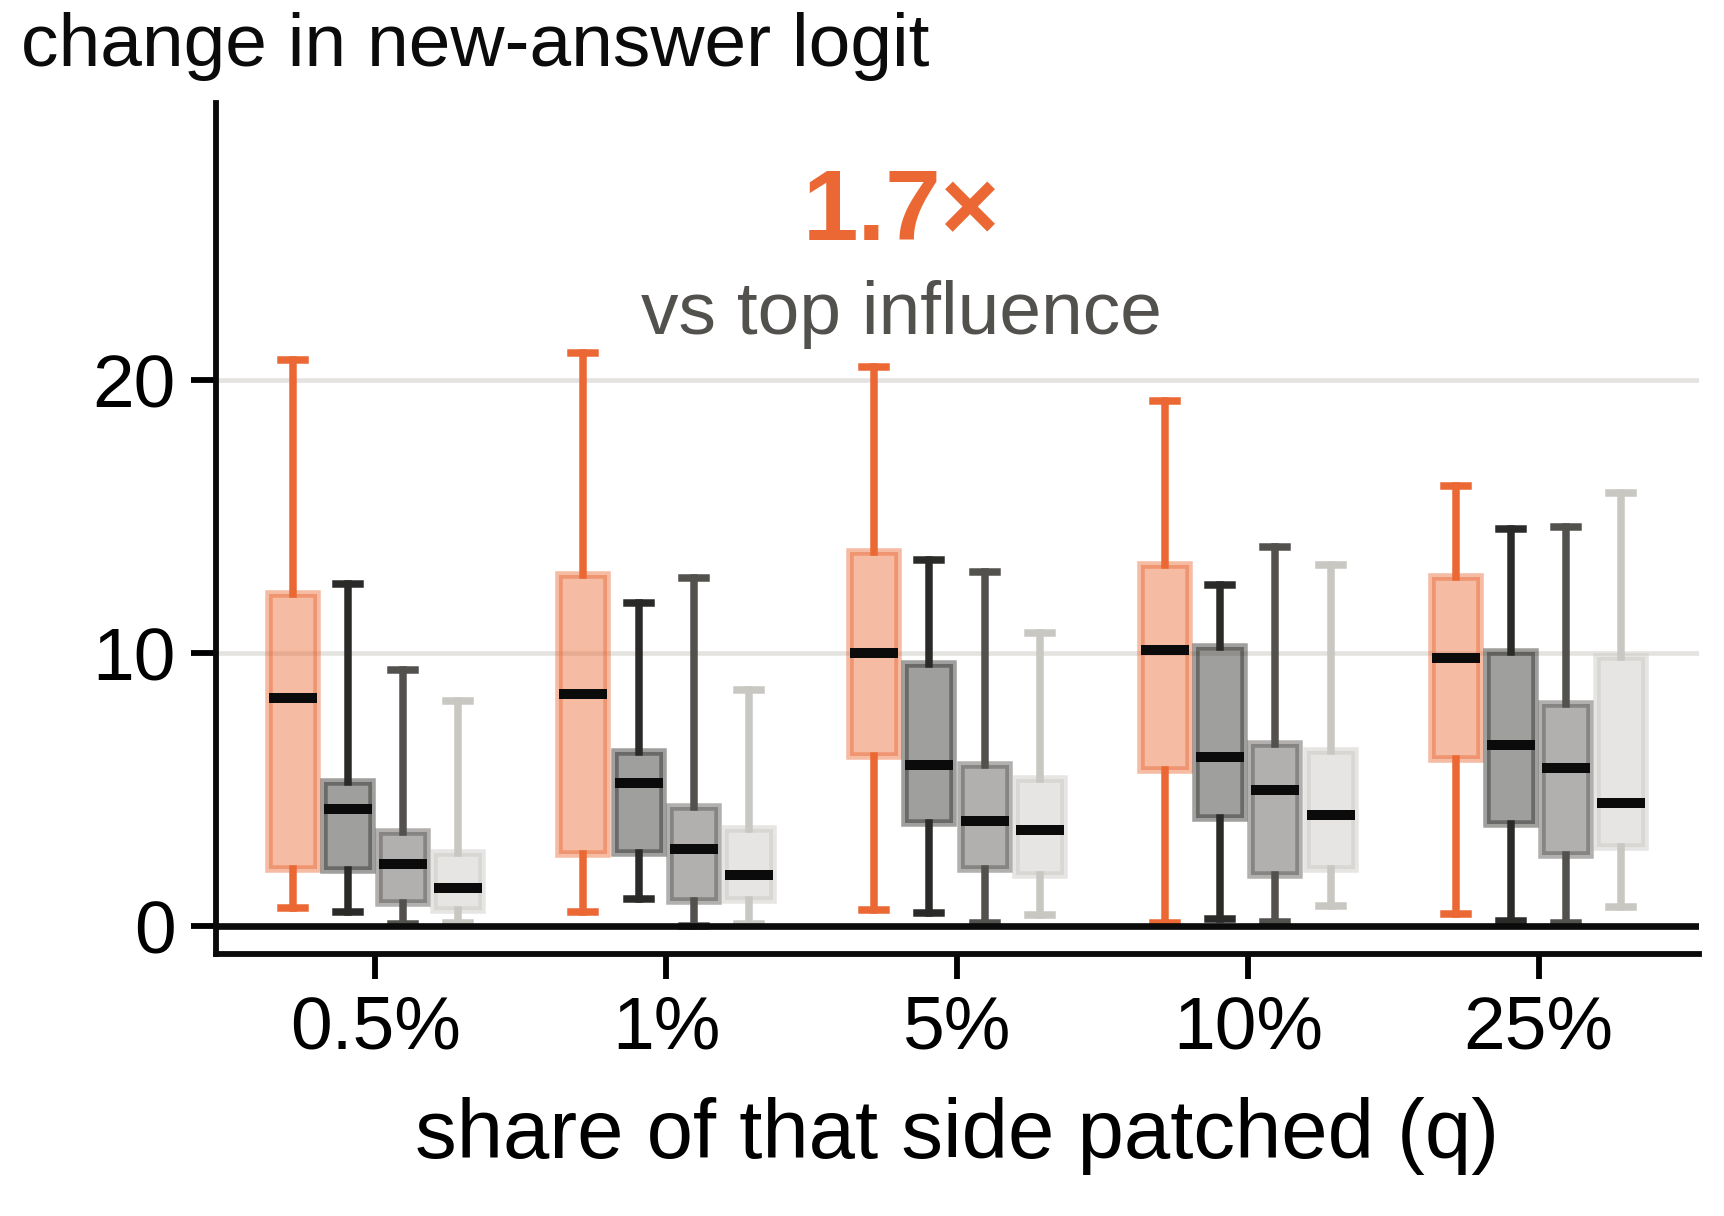 change in new-answer logit
1.7×
vs top influence
20
10
0
0.5% 1% 5% 10% 25%
share of that side patched (q)